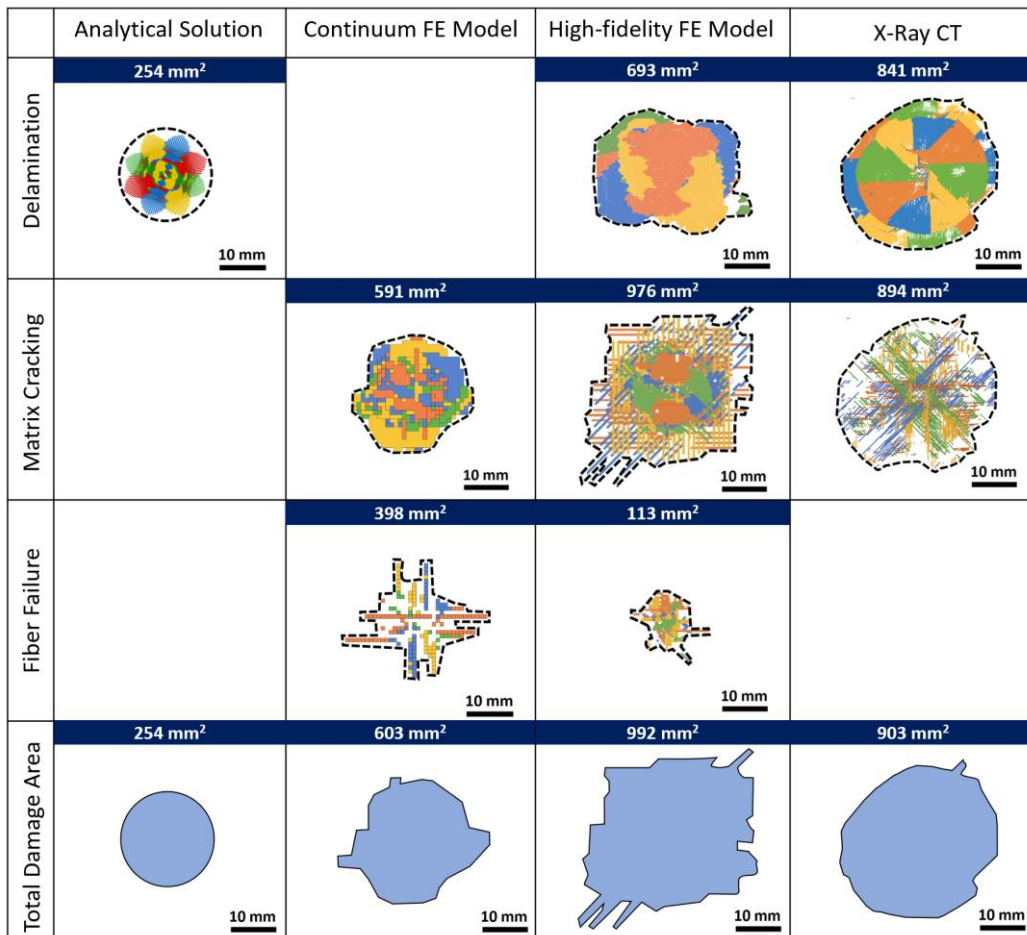 Analytical Solution
Continuum FE Model
High-fidelity FE Model
X-Ray CT
Delamination
254 mm²
693 mm²
841 mm²
10 mm
10 mm
10 mm
Matrix Cracking
591 mm²
976 mm²
894 mm²
10 mm
10 mm
10 mm
Fiber Failure
398 mm²
113 mm²
10 mm
10 mm
Total Damage Area
254 mm²
603 mm²
992 mm²
903 mm²
10 mm
10 mm
10 mm
10 mm